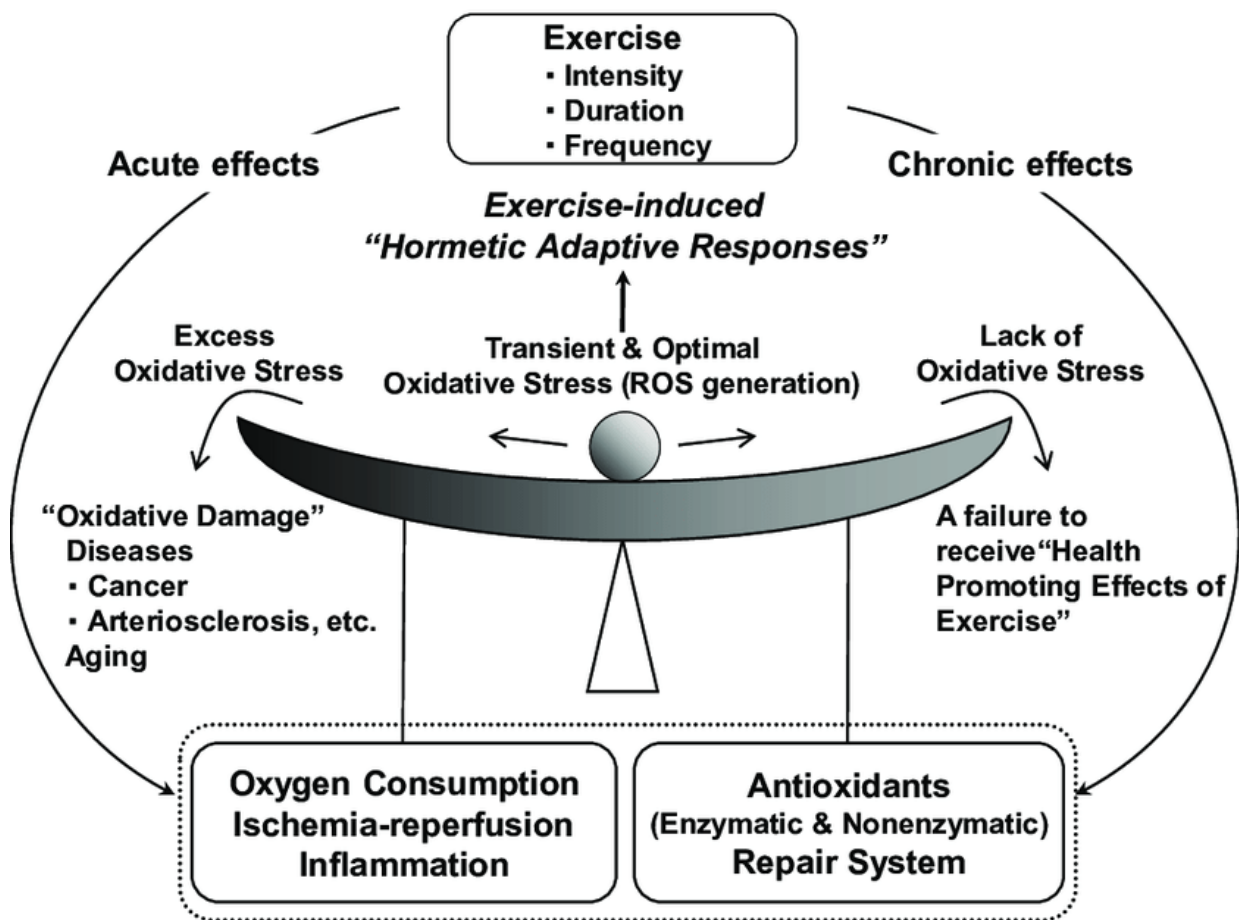 Exercise
・Intensity
・Duration
・Frequency
Acute effects
Chronic effects
Exercise-induced
“Hormetic Adaptive Responses”
Excess
Oxidative Stress
Transient & Optimal
Oxidative Stress (ROS generation)
Lack of
Oxidative Stress
“Oxidative Damage”
Diseases
・Cancer
・Arteriosclerosis, etc.
Aging
A failure to
receive“Health
Promoting Effects of
Exercise”
Oxygen Consumption
Ischemia-reperfusion
Inflammation
Antioxidants
(Enzymatic & Nonenzymatic)
Repair System